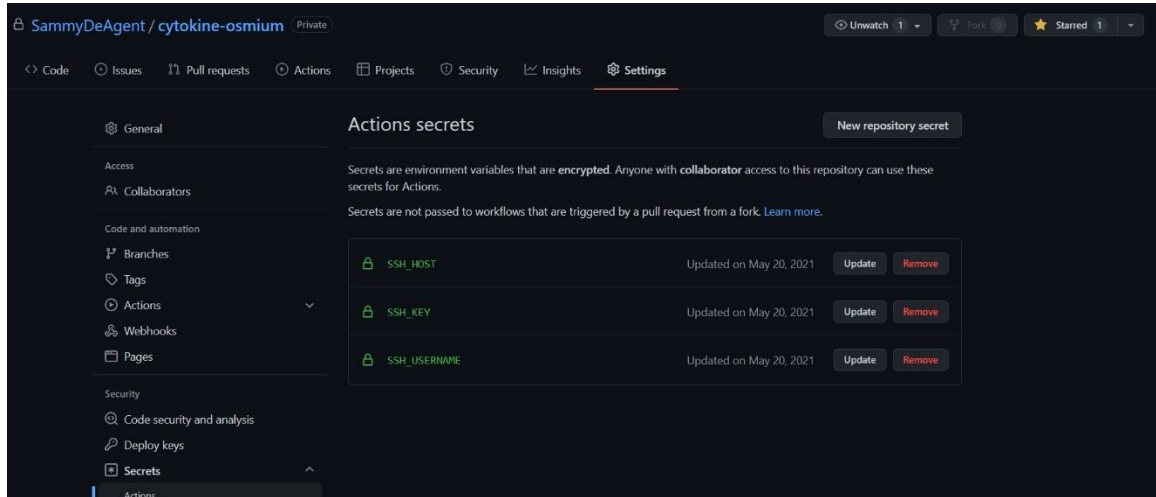 SammyDeAgent / cytokine-osmium Private
Unwatch 1 Fork 0 Starred 1
<> Code Issues Pull requests Actions Projects Security Insights Settings
General
Access
Collaborators
Code and automation
Branches
Tags
Actions
Webhooks
Pages
Security
Code security and analysis
Deploy keys
Secrets
Actions
Actions secrets
New repository secret
Secrets are environment variables that are encrypted. Anyone with collaborator access to this repository can use these
secrets for Actions.
Secrets are not passed to workflows that are triggered by a pull request from a fork. Learn more.
SSH_HOST Updated on May 20, 2021 Update Remove
SSH_KEY Updated on May 20, 2021 Update Remove
SSH_USERNAME Updated on May 20, 2021 Update Remove